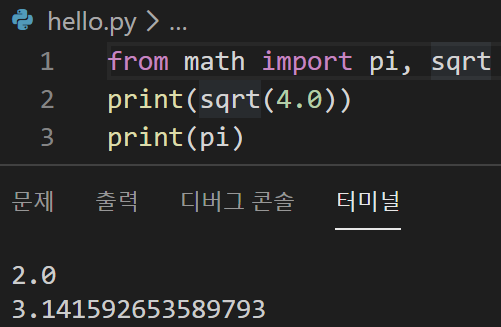 hello.py > ...
1 from math import pi, sqrt
2 print(sqrt(4.0))
3 print(pi)
문제 출력 디버그 콘솔 터미널
2.0
3.141592653589793